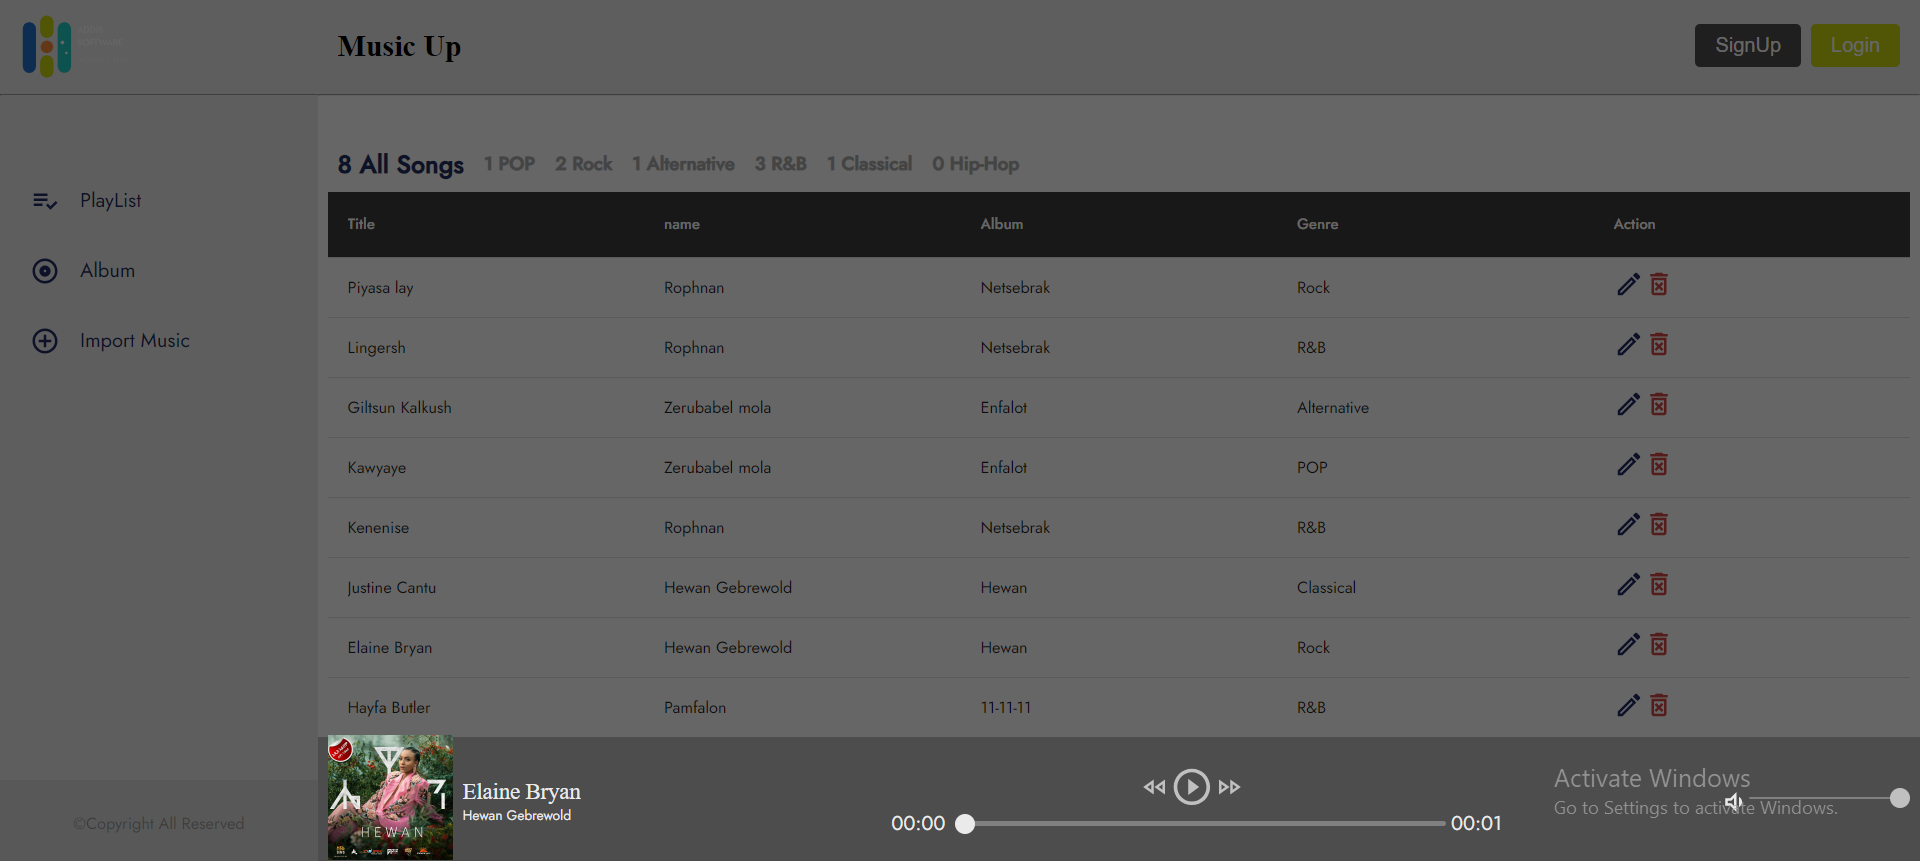 Music Up
SignUp
Login
PlayList
Album
Import Music
©Copyright All Reserved
8 All Songs 1 POP 2 Rock 1 Alternative 3 R&B 1 Classical 0 Hip-Hop
Title name Album Genre Action
Piyasa lay Rophnan Netsebrak Rock
Lingersh Rophnan Netsebrak R&B
Giltsun Kalkush Zerubabel mola Enfalot Alternative
Kawyaye Zerubabel mola Enfalot POP
Kenenise Rophnan Netsebrak R&B
Justine Cantu Hewan Gebrewold Hewan Classical
Elaine Bryan Hewan Gebrewold Hewan Rock
Hayfa Butler Pamfalon 11-11-11 R&B
HEWAN
Elaine Bryan
Hewan Gebrewold
00:00 00:01
Activate Windows
Go to Settings to activate Windows.